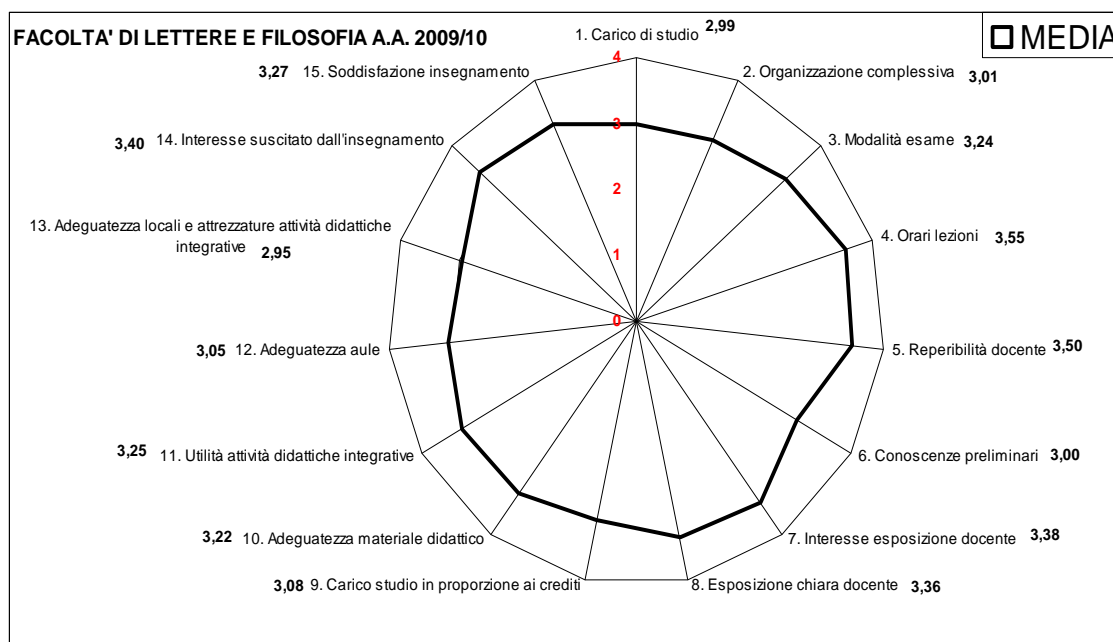 FACOLTA' DI LETTERE E FILOSOFIA A.A. 2009/10
MEDIA
1. Carico di studio 2,99
2. Organizzazione complessiva 3,01
3. Modalità esame 3,24
4. Orari lezioni 3,55
5. Reperibilità docente 3,50
6. Conoscenze preliminari 3,00
7. Interesse esposizione docente 3,38
8. Esposizione chiara docente 3,36
3,08 9. Carico studio in proporzione ai crediti
3,22 10. Adeguatezza materiale didattico
3,25 11. Utilità attività didattiche integrative
3,05 12. Adeguatezza aule
13. Adeguatezza locali e attrezzature attività didattiche
integrative 2,95
3,40 14. Interesse suscitato dall'insegnamento
3,27 15. Soddisfazione insegnamento
4
3
2
1
0